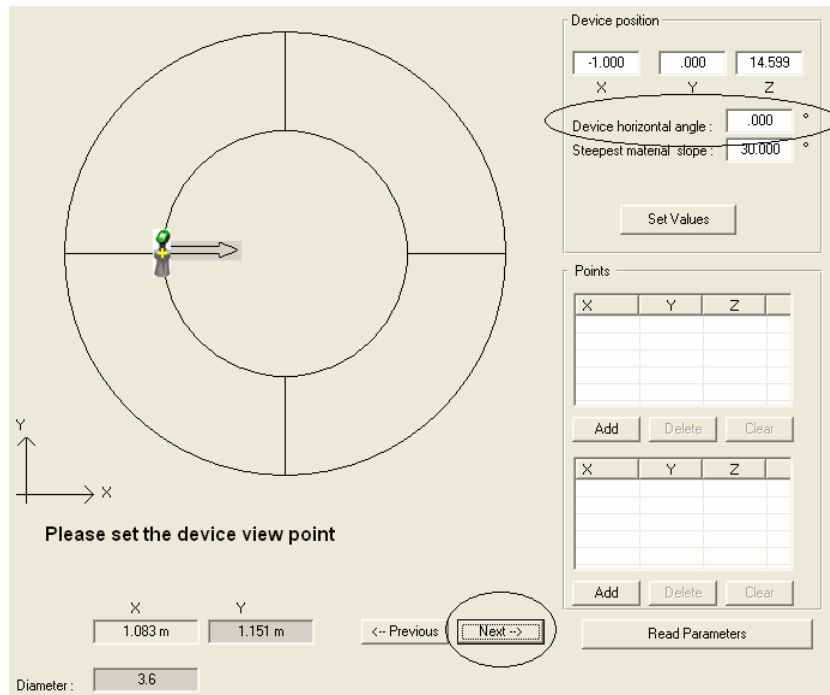 Device position
-1.000 .000 14.599
X Y Z
Device horizontal angle : .000 °
Steepest material slope : 30.000 °
Set Values
Points
X Y Z
Add Delete Clear
X Y Z
Add Delete Clear
Read Parameters
Y
X
Please set the device view point
X Y
1.083 m 1.151 m
<-- Previous Next -->
Diameter : 3.6